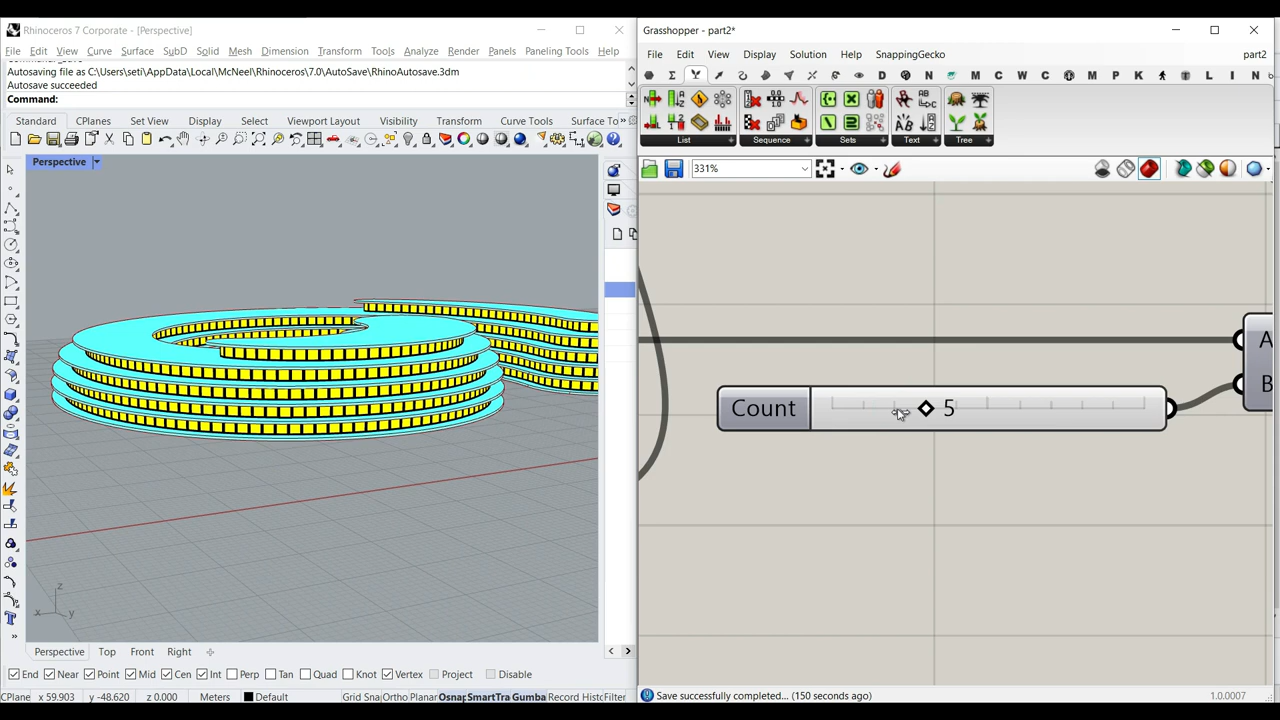 Rhinoceros 7 Corporate - [Perspective]
File Edit View Curve Surface SubD Solid Mesh Dimension Transform Tools Analyze Render Panels Paneling Tools Help
Autosaving file as C:\Users\seti\AppData\Local\McNeel\Rhinoceros\7.0\AutoSave\RhinoAutosave.3dm
Autosave succeeded
Command:
Standard CPlanes Set View Display Select Viewport Layout Visibility Transform Curve Tools Surface To
Perspective
z
x y
Perspective Top Front Right
End Near Point Mid Cen Int Perp Tan Quad Knot Vertex Project Disable
CPlane x 59.903 y -48.620 z 0.000 Meters Default Grid Sna Ortho Planar Osnap SmartTra Gumba Record Histo Filter
Grasshopper - part2*
File Edit View Display Solution Help SnappingGecko part2
D N M C W C M P K L I N
List Sequence Sets Text Tree
331%
A
Count 5
B
Save successfully completed... (150 seconds ago) 1.0.0007